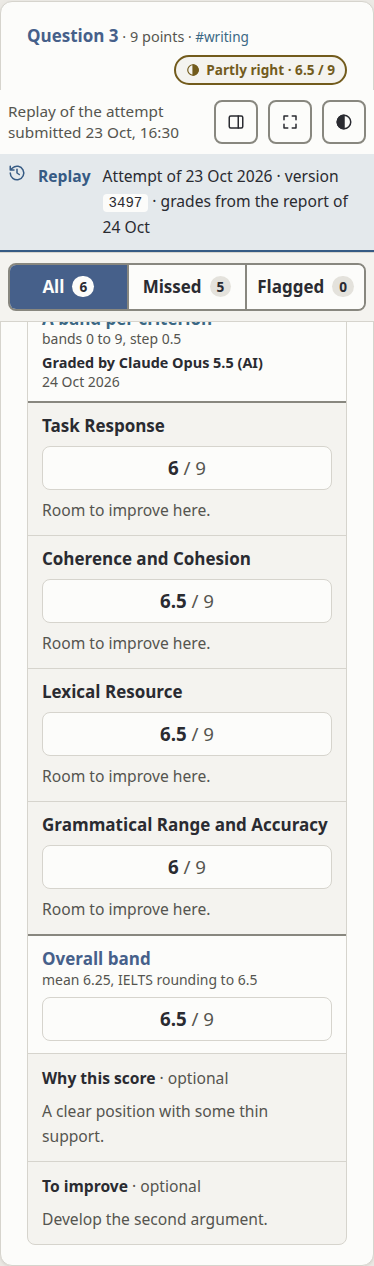 Question 3 · 9 points · #writing
Partly right · 6.5 / 9
Replay of the attempt
submitted 23 Oct, 16:30
Replay Attempt of 23 Oct 2026 · version
3497 · grades from the report of
24 Oct
All 6 Missed 5 Flagged 0
A band per criterion
bands 0 to 9, step 0.5
Graded by Claude Opus 5.5 (AI)
24 Oct 2026
Task Response
6 / 9
Room to improve here.
Coherence and Cohesion
6.5 / 9
Room to improve here.
Lexical Resource
6.5 / 9
Room to improve here.
Grammatical Range and Accuracy
6 / 9
Room to improve here.
Overall band
mean 6.25, IELTS rounding to 6.5
6.5 / 9
Why this score · optional
A clear position with some thin
support.
To improve · optional
Develop the second argument.